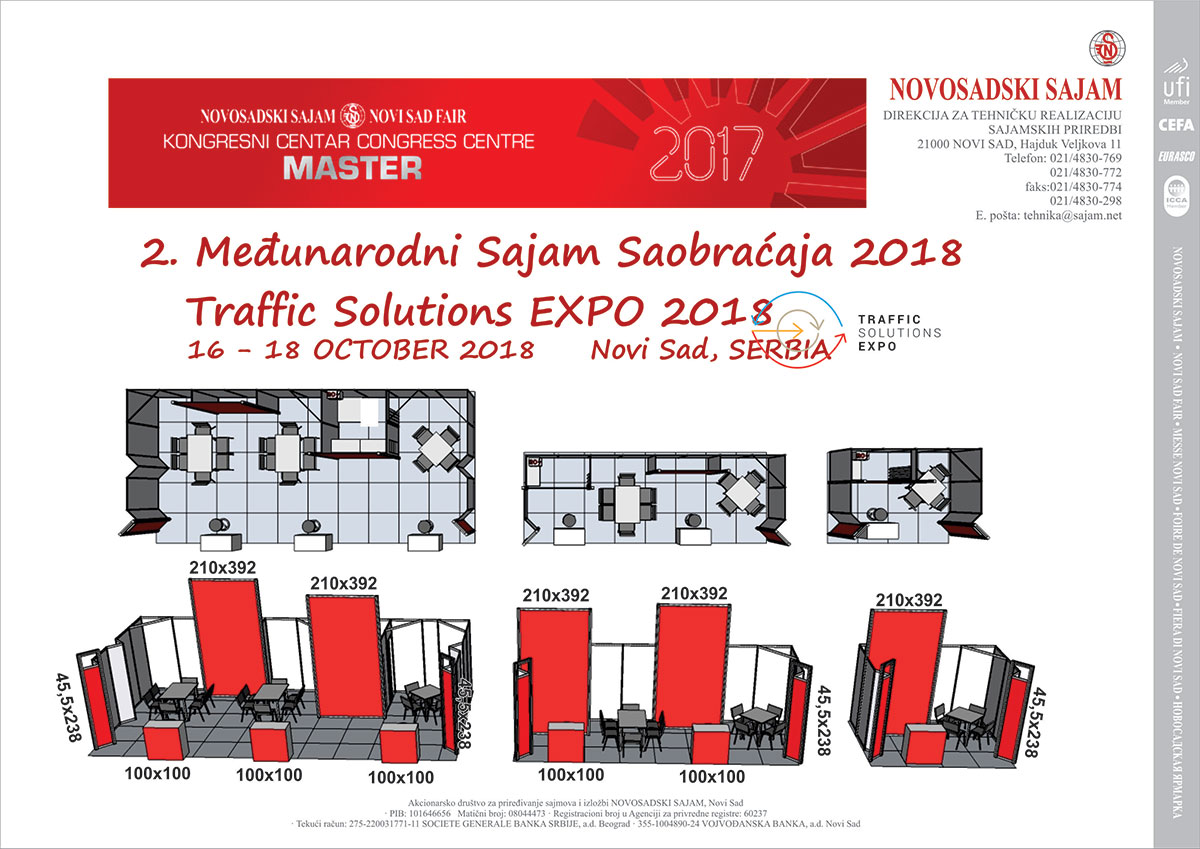 NOVOSADSKI SAJAM NOVI SAD FAIR
KONGRESNI CENTAR CONGRESS CENTRE
MASTER
2017
NOVOSADSKI SAJAM
DIREKCIJA ZA TEHNIČKU REALIZACIJU
SAJAMSKIH PRIREDBI
21000 NOVI SAD, Hajduk Veljkova 11
Telefon: 021/4830-769
021/4830-772
faks:021/4830-774
021/4830-298
E. pošta: tehnika@sajam.net
ufi
Member
CEFA
EURASCO
ICCA
Member
NOVOSADSKI SAJAM • NOVI SAD FAIR • MESSE NOVI SAD • FOIRE DE NOVI SAD • FIERA DI NOVI SAD • НОВОСАДСКАЯ ЯРМАРКА
2. Međunarodni Sajam Saobraćaja 2018
Traffic Solutions EXPO 2018
16 - 18 OCTOBER 2018 Novi Sad, SERBIA
TRAFFIC
SOLUTIONS
EXPO
210x392
210x392
210x392
210x392
210x392
45,5x238
45,5x238
45,5x238
45,5x238
100x100
100x100
100x100
100x100
100x100
Akcionarsko društvo za priređivanje sajmova i izložbi NOVOSADSKI SAJAM, Novi Sad
· PIB: 101646656 Matični broj: 08044473 · Registracioni broj u Agenciji za privredne registre: 60237
· Tekući račun: 275-220031771-11 SOCIETE GENERALE BANKA SRBIJE, a.d. Beograd · 355-1004890-24 VOJVOĐANSKA BANKA, a.d. Novi Sad